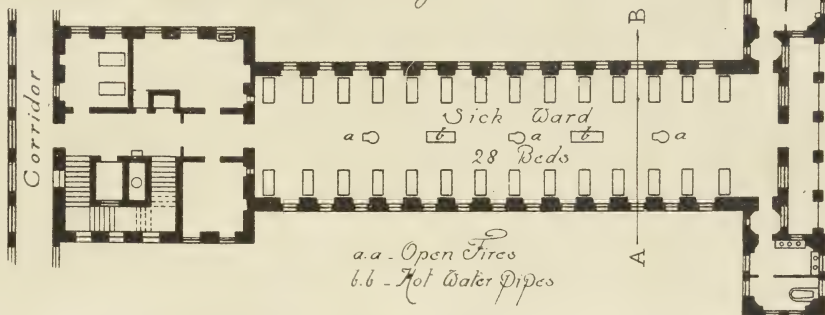 Corridor
B
Sick Ward
a b a b a
28 Beds
A
a.a - Open Fires
b.b - Hot Water Pipes